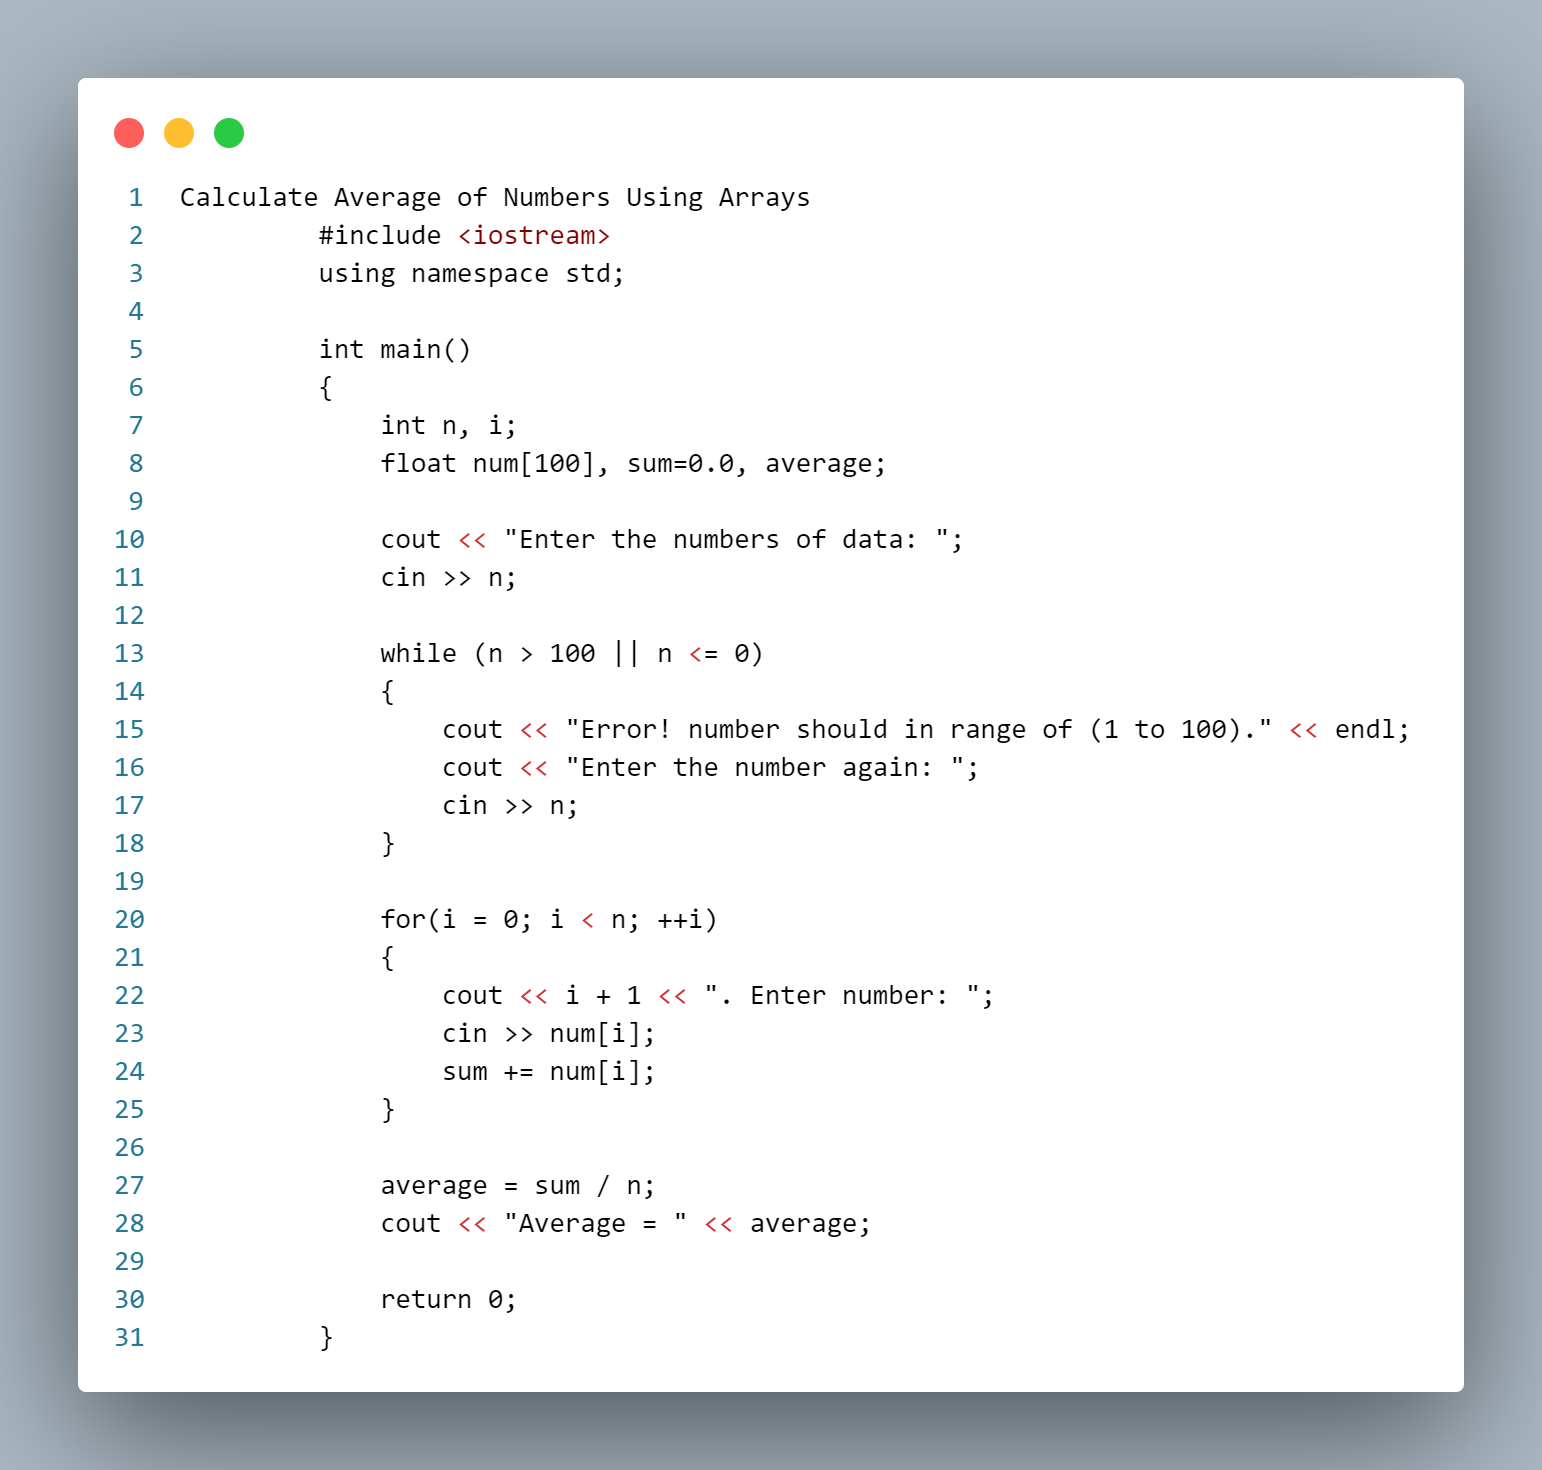 1 Calculate Average of Numbers Using Arrays
2 #include <iostream>
3 using namespace std;
4
5 int main()
6 {
7 int n, i;
8 float num[100], sum=0.0, average;
9
10 cout << "Enter the numbers of data: ";
11 cin >> n;
12
13 while (n > 100 || n <= 0)
14 {
15 cout << "Error! number should in range of (1 to 100)." << endl;
16 cout << "Enter the number again: ";
17 cin >> n;
18 }
19
20 for(i = 0; i < n; ++i)
21 {
22 cout << i + 1 << ". Enter number: ";
23 cin >> num[i];
24 sum += num[i];
25 }
26
27 average = sum / n;
28 cout << "Average = " << average;
29
30 return 0;
31 }